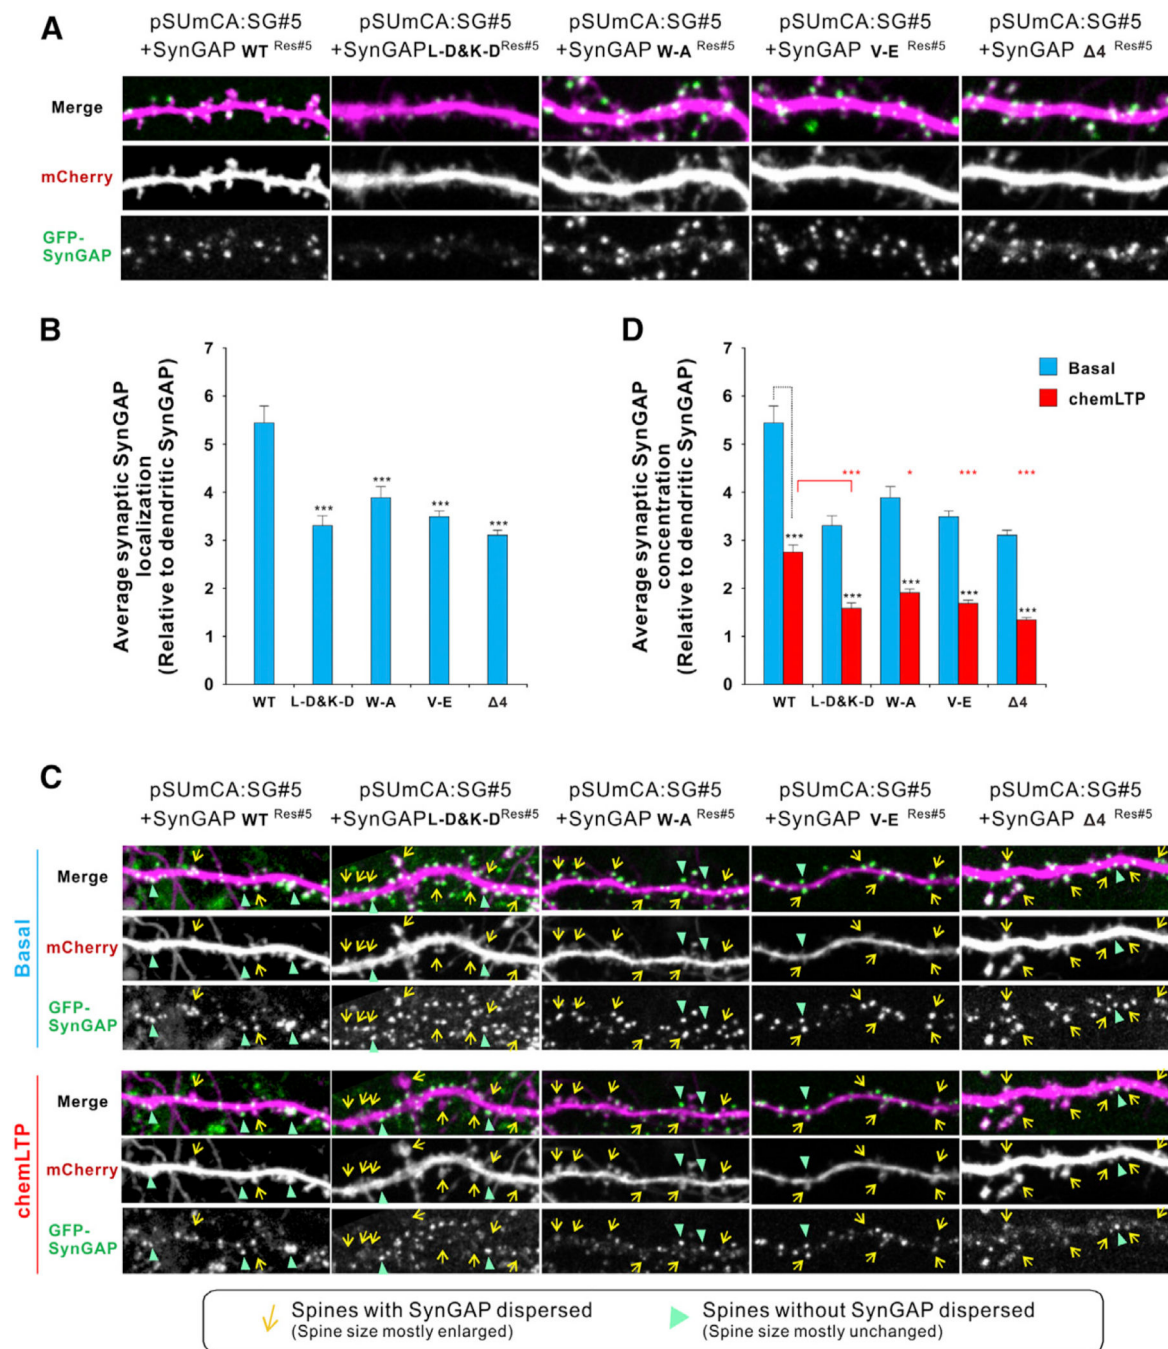 A
pSUmCA:SG#5
+SynGAP WT Res#5
pSUmCA:SG#5
+SynGAPL-D&K-DRes#5
pSUmCA:SG#5
+SynGAP W-A Res#5
pSUmCA:SG#5
+SynGAP V-E Res#5
pSUmCA:SG#5
+SynGAP Δ4 Res#5
Merge
mCherry
GFP-
SynGAP
B
Average synaptic SynGAP
localization
(Relative to dendritic SynGAP)
7
6
5
4
3
2
1
0
***
***
***
***
WT
L-D&K-D
W-A
V-E
Δ4
D
Average synaptic SynGAP
concentration
(Relative to dendritic SynGAP)
7
6
5
4
3
2
1
0
Basal
chemLTP
***
*
***
***
***
***
***
***
***
WT
L-D&K-D
W-A
V-E
Δ4
C
pSUmCA:SG#5
+SynGAP WT Res#5
pSUmCA:SG#5
+SynGAPL-D&K-DRes#5
pSUmCA:SG#5
+SynGAP W-A Res#5
pSUmCA:SG#5
+SynGAP V-E Res#5
pSUmCA:SG#5
+SynGAP Δ4 Res#5
Basal
Merge
mCherry
GFP-
SynGAP
chemLTP
Merge
mCherry
GFP-
SynGAP
Spines with SynGAP dispersed
(Spine size mostly enlarged)
Spines without SynGAP dispersed
(Spine size mostly unchanged)